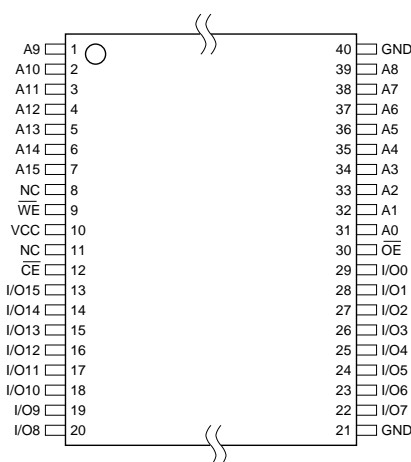 A9 1 40 GND
A10 2 39 A8
A11 3 38 A7
A12 4 37 A6
A13 5 36 A5
A14 6 35 A4
A15 7 34 A3
NC 8 33 A2
W̅E̅ 9 32 A1
VCC 10 31 A0
NC 11 30 O̅E̅
C̅E̅ 12 29 I/O0
I/O15 13 28 I/O1
I/O14 14 27 I/O2
I/O13 15 26 I/O3
I/O12 16 25 I/O4
I/O11 17 24 I/O5
I/O10 18 23 I/O6
I/O9 19 22 I/O7
I/O8 20 21 GND